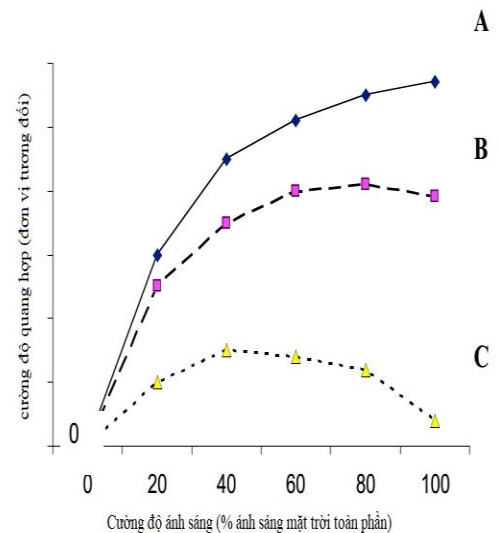 A
B
C
cường độ quang hợp (đơn vị tương đối)
0
0 20 40 60 80 100
Cường độ ánh sáng (% ánh sáng mặt trời toàn phần)